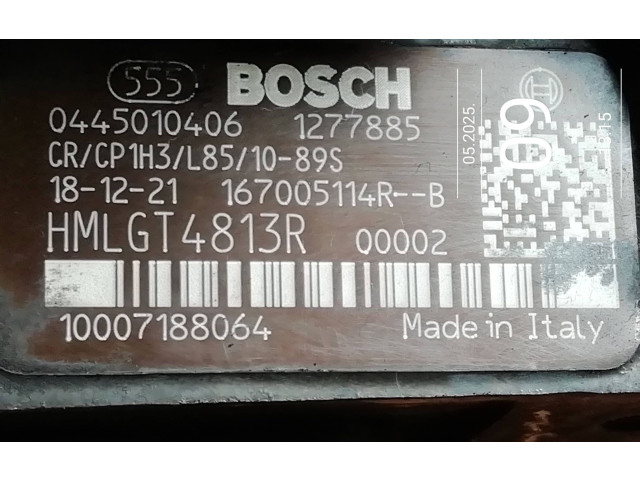 555 BOSCH
0445010406 1277885
CR/CP1H3/L85/10-89S
18-12-21 167005114R--B
HMLGT4813R 00002
10007188064 Made in Italy
09
05.2025.